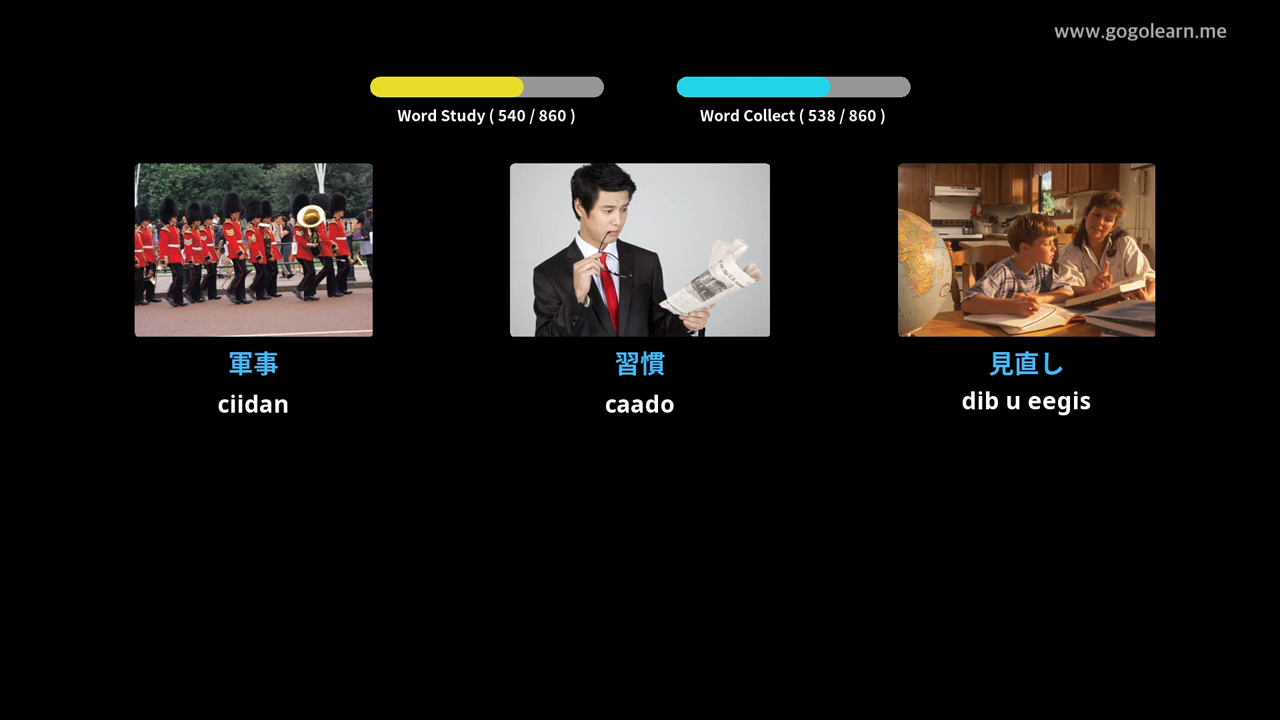 www.gogolearn.me
Word Study ( 540 / 860 )
Word Collect ( 538 / 860 )
軍事
ciidan
習慣
caado
見直し
dib u eegis